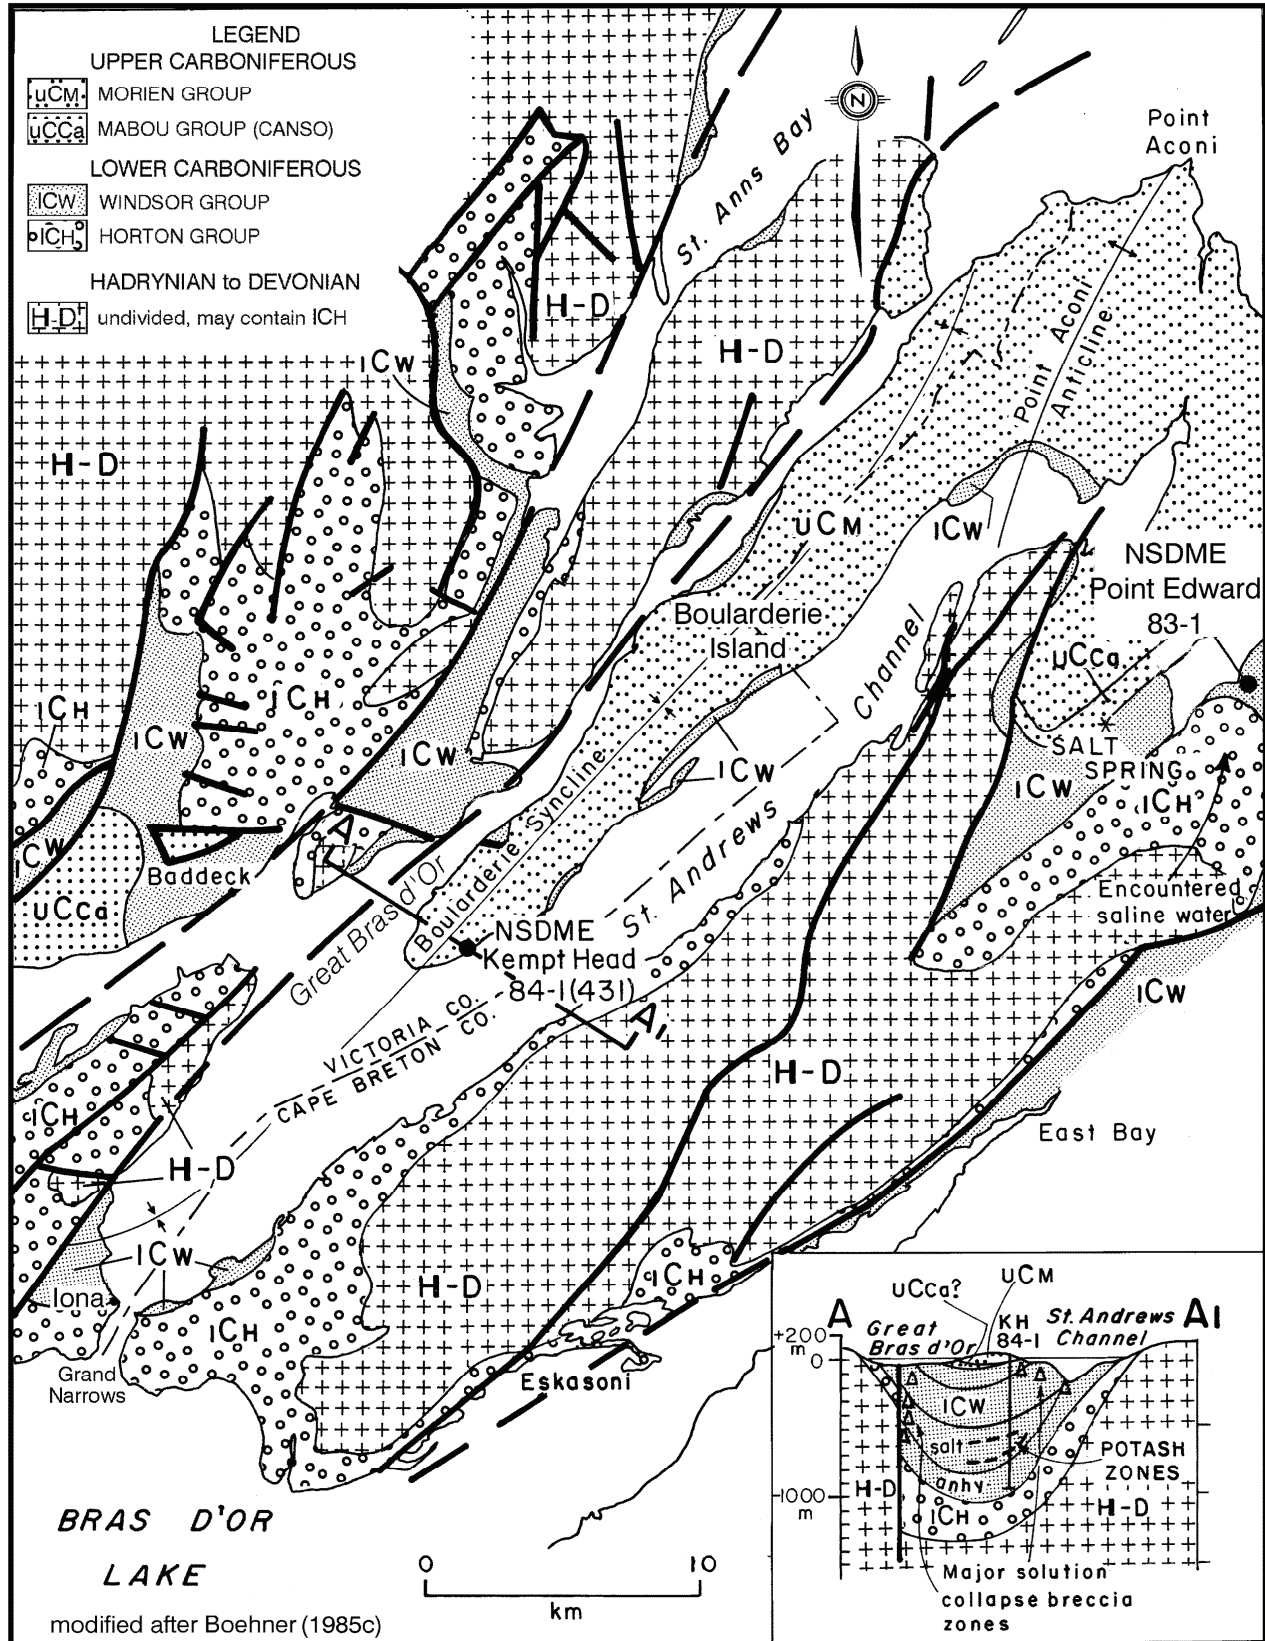 LEGEND
UPPER CARBONIFEROUS
uCM MORIEN GROUP
uCCa MABOU GROUP (CANSO)
LOWER CARBONIFEROUS
lCW WINDSOR GROUP
lCH HORTON GROUP
HADRYNIAN to DEVONIAN
H-D undivided, may contain lCH
N
Point
Aconi
St. Anns Bay
H-D
H-D
lCW
Point Aconi
Anticline
H-D
uCM
lCW
NSDME
Point Edward
83-1
Boularderie
Island
Channel
uCCa
lCH
lCH
lCW
lCW
lCW
SALT
SPRING
lCW
lCH
Boularderie Syncline
St. Andrews
A
lCW
Baddeck
uCCa
Great Bras d'Or
Encountered
saline water
NSDME
Kempt Head
84-1(431)
A1
lCW
VICTORIA CO.
CAPE BRETON CO.
H-D
lCH
H-D
East Bay
lCW
Iona
H-D
lCH
lCH
Grand
Narrows
Eskasoni
BRAS D'OR
LAKE
modified after Boehner (1985c)
0 10
km
uCCa?
UCM
A
Great
Bras d'Or
KH
84-1
St. Andrews
Channel
A1
+200
m
0
lCW
salt
POTASH
ZONES
anhy
-1000
m
H-D
H-D
lCH
Major solution
collapse breccia
zones